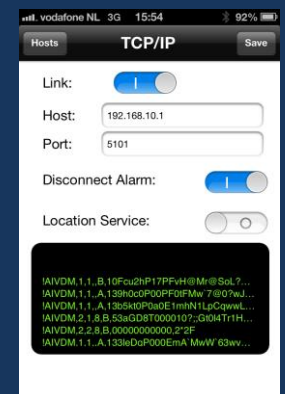 vodafone NL 3G 15:54 92%
Hosts TCP/IP Save
Link:
Host: 192.168.10.1
Port: 5101
Disconnect Alarm:
Location Service:
!AIVDM,1,1,,B,10Fcu2hP17PFvH@Mr@SoL?...
!AIVDM,1,1,,A,139h0c0P00PF0tFMw`7@0?wJ...
!AIVDM,1,1,,A,13b5kt0P0a0E1mhN1LpCqwwL...
!AIVDM,2,1,8,B,53aGD8T000010?;;Gt0l4Tr1H...
!AIVDM,2,2,8,B,00000000000,2*2F
!AIVDM,1,1,,A,133leDoP000EmA`MwW`63wv...